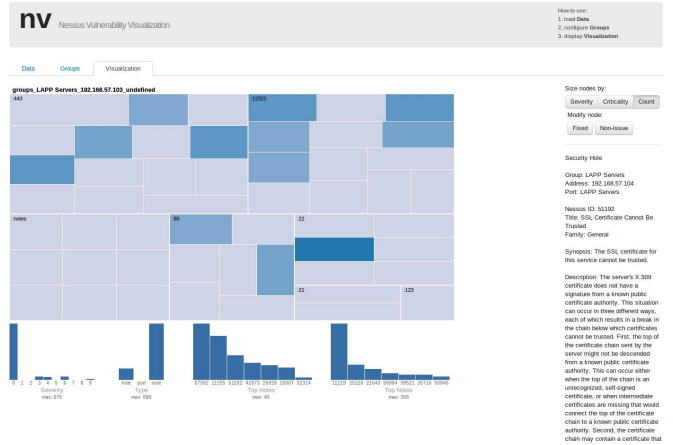 nv Nessus Vulnerability Visualization
How to use:
1. load Data
2. configure Groups
3. display Visualization
Data Groups Visualization
groups_LAPP Servers_192.168.57.103_undefined
:443 :12321
:notes :80 :22
:21 :123
0 1 2 3 4 5 6 7 8 9
Severity
max: 676
hole port note
Type
57582 11255 51192 42873 26928 20007 32314
Top Holes
max: 48
11219 25220 21643 56984 39521 35716 50845
Top Notes
Size nodes by:
Severity Criticality Count
Modify node:
Fixed Non-Issue
Security Hole
Group: LAPP Servers
Address: 192.168.57.104
Port: LAPP Servers
Nessus ID: 51192
Title: SSL Certificate Cannot Be
Trusted
Family: General
Synopsis: The SSL certificate for
this service cannot be trusted.
Description: The server's X.509
certificate does not have a
signature from a known public
certificate authority. This situation
can occur in three different ways,
each of which results in a break in
the chain below which certificates
cannot be trusted. First, the top of
the certificate chain sent by the
server might not be descended
from a known public certificate
authority. This can occur either
when the top of the chain is an
unrecognized, self-signed
certificate, or when intermediate
certificates are missing that would
connect the top of the certificate
chain to a known public certificate
authority. Second, the certificate
chain may contain a certificate that